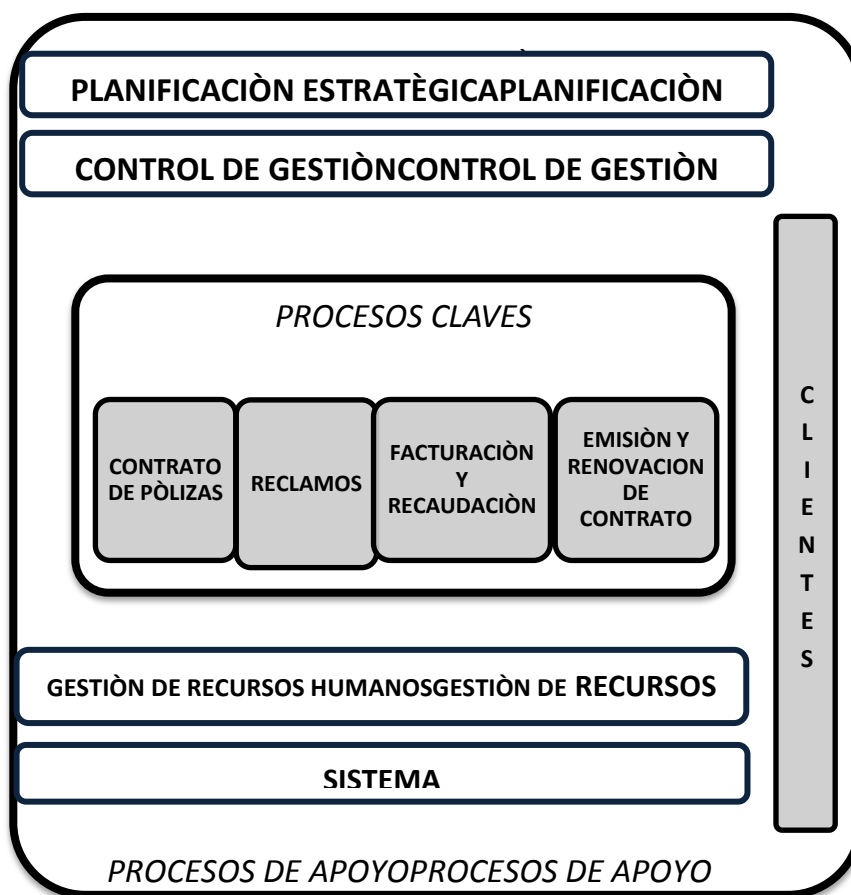 PLANIFICACIÒN ESTRATÈGICAPLANIFICACIÒN
CONTROL DE GESTIÒNCONTROL DE GESTIÒN
PROCESOS CLAVES
CONTRATO
DE PÒLIZAS
RECLAMOS
FACTURACIÒN
Y
RECAUDACIÒN
EMISIÒN Y
RENOVACION
DE
CONTRATO
C
L
I
E
N
T
E
S
GESTIÒN DE RECURSOS HUMANOSGESTIÒN DE RECURSOS
SISTEMA
PROCESOS DE APOYOPROCESOS DE APOYO